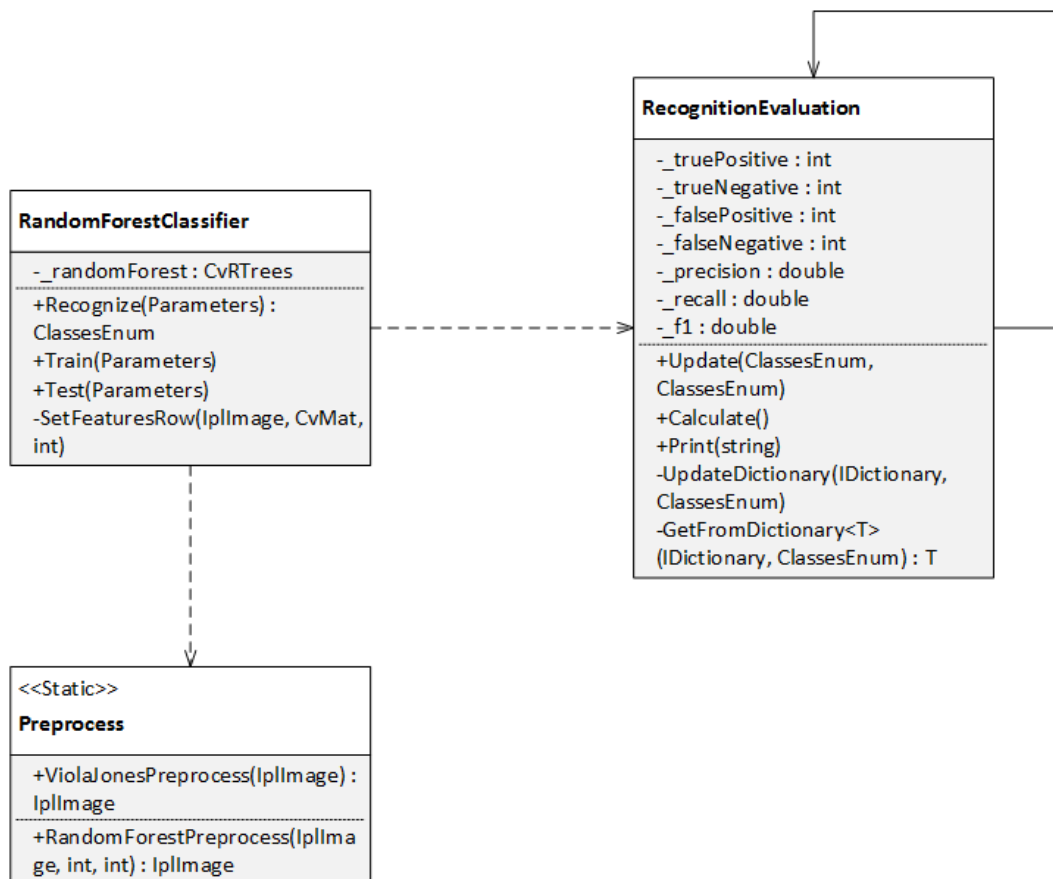 RecognitionEvaluation
-_truePositive : int
-_trueNegative : int
-_falsePositive : int
-_falseNegative : int
-_precision : double
-_recall : double
-_f1 : double
+Update(ClassesEnum,
ClassesEnum)
+Calculate()
+Print(string)
-UpdateDictionary(IDictionary,
ClassesEnum)
-GetFromDictionary<T>
(IDictionary, ClassesEnum) : T
RandomForestClassifier
-_randomForest : CvRTrees
+Recognize(Parameters) :
ClassesEnum
+Train(Parameters)
+Test(Parameters)
-SetFeaturesRow(IplImage, CvMat,
int)
<<Static>>
Preprocess
+ViolaJonesPreprocess(IplImage) :
IplImage
+RandomForestPreprocess(IplIma
ge, int, int) : IplImage